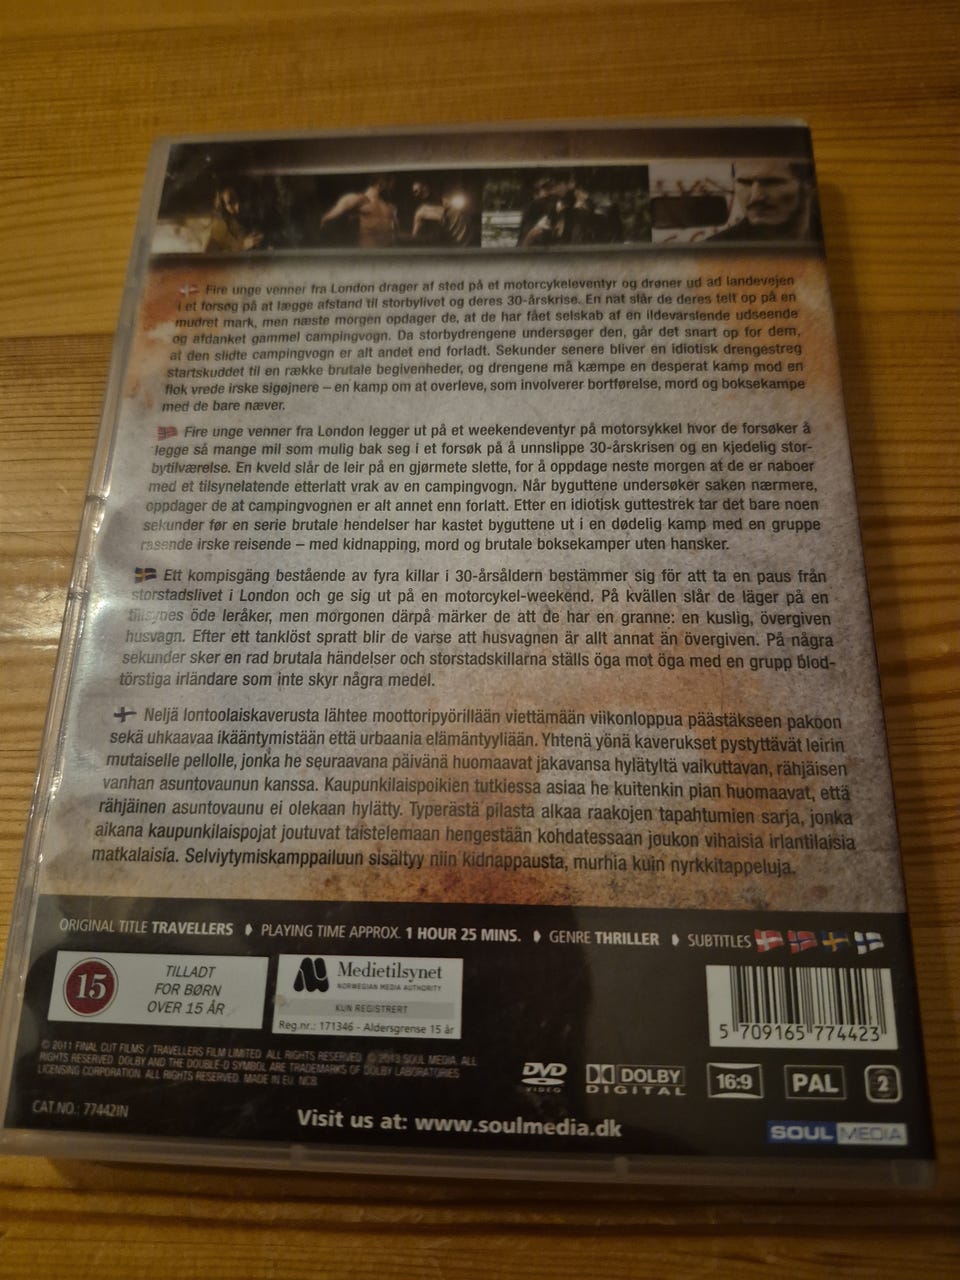 Fire unge venner fra London drager af sted på et motorcykeleventyr og drøner ud ad landevejen
i et forsøg på at lægge afstand til storbylivet og deres 30-årskrise. En nat slår de deres telt op på en
mudret mark, men næste morgen opdager de, at de har fået selskab af en ildevarslende udseende
og afdanket gammel campingvogn. Da storbydrengene undersøger den, går det snart op for dem,
at den slidte campingvogn er alt andet end forladt. Sekunder senere bliver en idiotisk drengestreg
startskuddet til en række brutale begivenheder, og drengene må kæmpe en desperat kamp mod en
flok vrede irske sigøjnere – en kamp om at overleve, som involverer bortførelse, mord og boksekampe
med de bare næver.
Fire unge venner fra London legger ut på et weekendeventyr på motorsykkel hvor de forsøker å
legge så mange mil som mulig bak seg i et forsøk på å unnslippe 30-årskrisen og en kjedelig stor-
bytilværelse. En kveld slår de leir på en gjørmete slette, for å oppdage neste morgen at de er naboer
med et tilsynelatende etterlatt vrak av en campingvogn. Når byguttene undersøker saken nærmere,
oppdager de at campingvognen er alt annet enn forlatt. Etter en idiotisk guttestrek tar det bare noen
sekunder før en serie brutale hendelser har kastet byguttene ut i en dødelig kamp med en gruppe
rasende irske reisende – med kidnapping, mord og brutale boksekamper uten hansker.
Ett kompisgäng bestående av fyra killar i 30-årsåldern bestämmer sig för att ta en paus från
storstadslivet i London och ge sig ut på en motorcykel-weekend. På kvällen slår de läger på en
tillsynes öde leråker, men morgonen därpå märker de att de har en granne: en kuslig, övergiven
husvagn. Efter ett tanklöst spratt blir de varse att husvagnen är allt annat än övergiven. På några
sekunder sker en rad brutala händelser och storstadskillarna ställs öga mot öga med en grupp blod-
törstiga irländare som inte skyr några medel.
Neljä lontoolaiskaverusta lähtee moottoripyörillään viettämään viikonloppua päästäkseen pakoon
sekä uhkaavaa ikääntymistään että urbaania elämäntyyliään. Yhtenä yönä kaverukset pystyttävät leirin
mutaiselle pellolle, jonka he seuraavana päivänä huomaavat jakavansa hylätyltä vaikuttavan, rähjäisen
vanhan asuntovaunun kanssa. Kaupunkilaispoikien tutkiessa asiaa he kuitenkin pian huomaavat, että
rähjäinen asuntovaunu ei olekaan hylätty. Typerästä pilasta alkaa raakojen tapahtumien sarja, jonka
aikana kaupunkilaispojat joutuvat taistelemaan hengestään kohdatessaan joukon vihaisia irlantilaisia
matkalaisia. Selviytymiskamppailuun sisältyy niin kidnappausta, murhia kuin nyrkkitappeluja.
ORIGINAL TITLE TRAVELLERS PLAYING TIME APPROX. 1 HOUR 25 MINS. GENRE THRILLER SUBTITLES
15
TILLADT
FOR BØRN
OVER 15 ÅR
Medietilsynet
NORWEGIAN MEDIA AUTHORITY
KUN REGISTRERT
Reg.nr.: 171346 - Aldersgrense 15 år
5 709165 774423
© 2011 FINAL CUT FILMS / TRAVELLERS FILM LIMITED. ALL RIGHTS RESERVED. © 2013 SOUL MEDIA. ALL
RIGHTS RESERVED. DOLBY AND THE DOUBLE-D SYMBOL ARE TRADEMARKS OF DOLBY LABORATORIES
LICENSING CORPORATION. ALL RIGHTS RESERVED. MADE IN EU. NCB
DVD
VIDEO
DOLBY
DIGITAL
16:9
PAL
2
CAT.NO.: 77442IN
Visit us at: www.soulmedia.dk
SOUL MEDIA